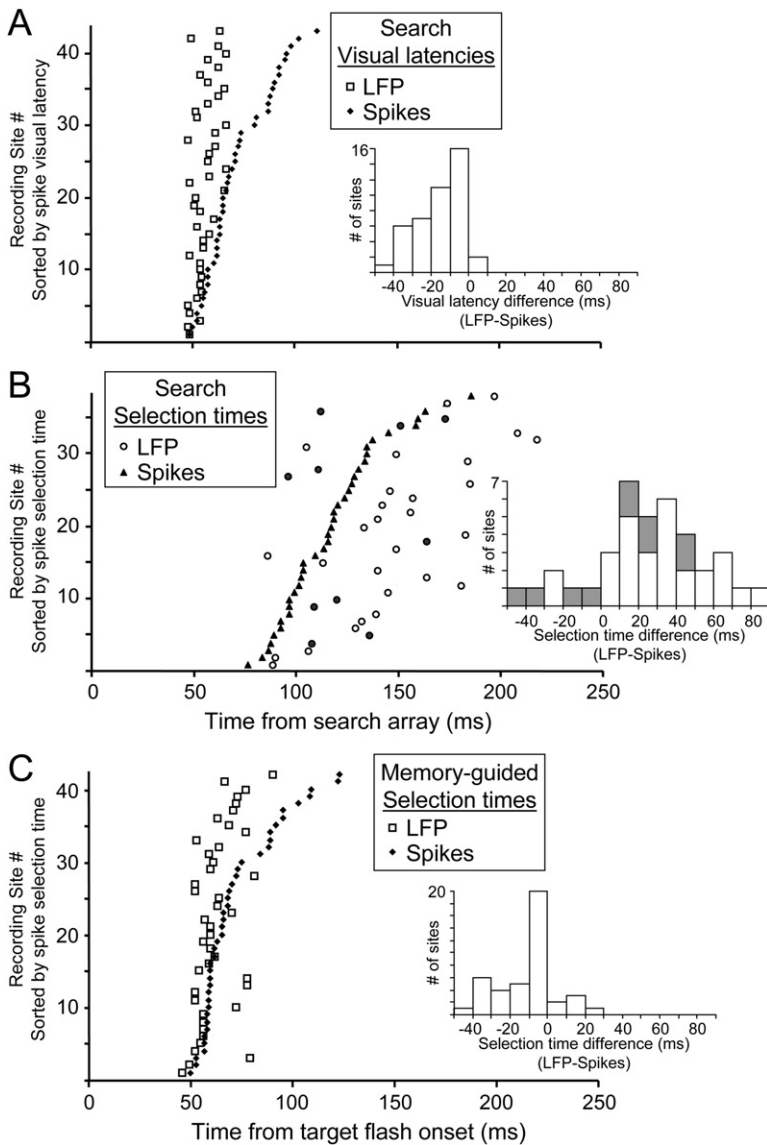 A
Recording Site #
Sorted by spike visual latency
40
30
20
10
0
50
100
150
200
250
Search
Visual latencies
LFP
Spikes
# of sites
16
-40
-20
0
20
40
60
80
Visual latency difference (ms)
(LFP-Spikes)
B
Recording Site #
Sorted by spike selection time
30
20
10
0
50
100
150
200
250
Time from search array (ms)
Search
Selection times
LFP
Spikes
# of sites
7
-40
-20
0
20
40
60
80
Selection time difference (ms)
(LFP-Spikes)
C
Recording Site #
Sorted by spike selection time
40
30
20
10
0
50
100
150
200
250
Time from target flash onset (ms)
Memory-guided
Selection times
LFP
Spikes
# of sites
20
-40
-20
0
20
40
60
80
Selection time difference (ms)
(LFP-Spikes)